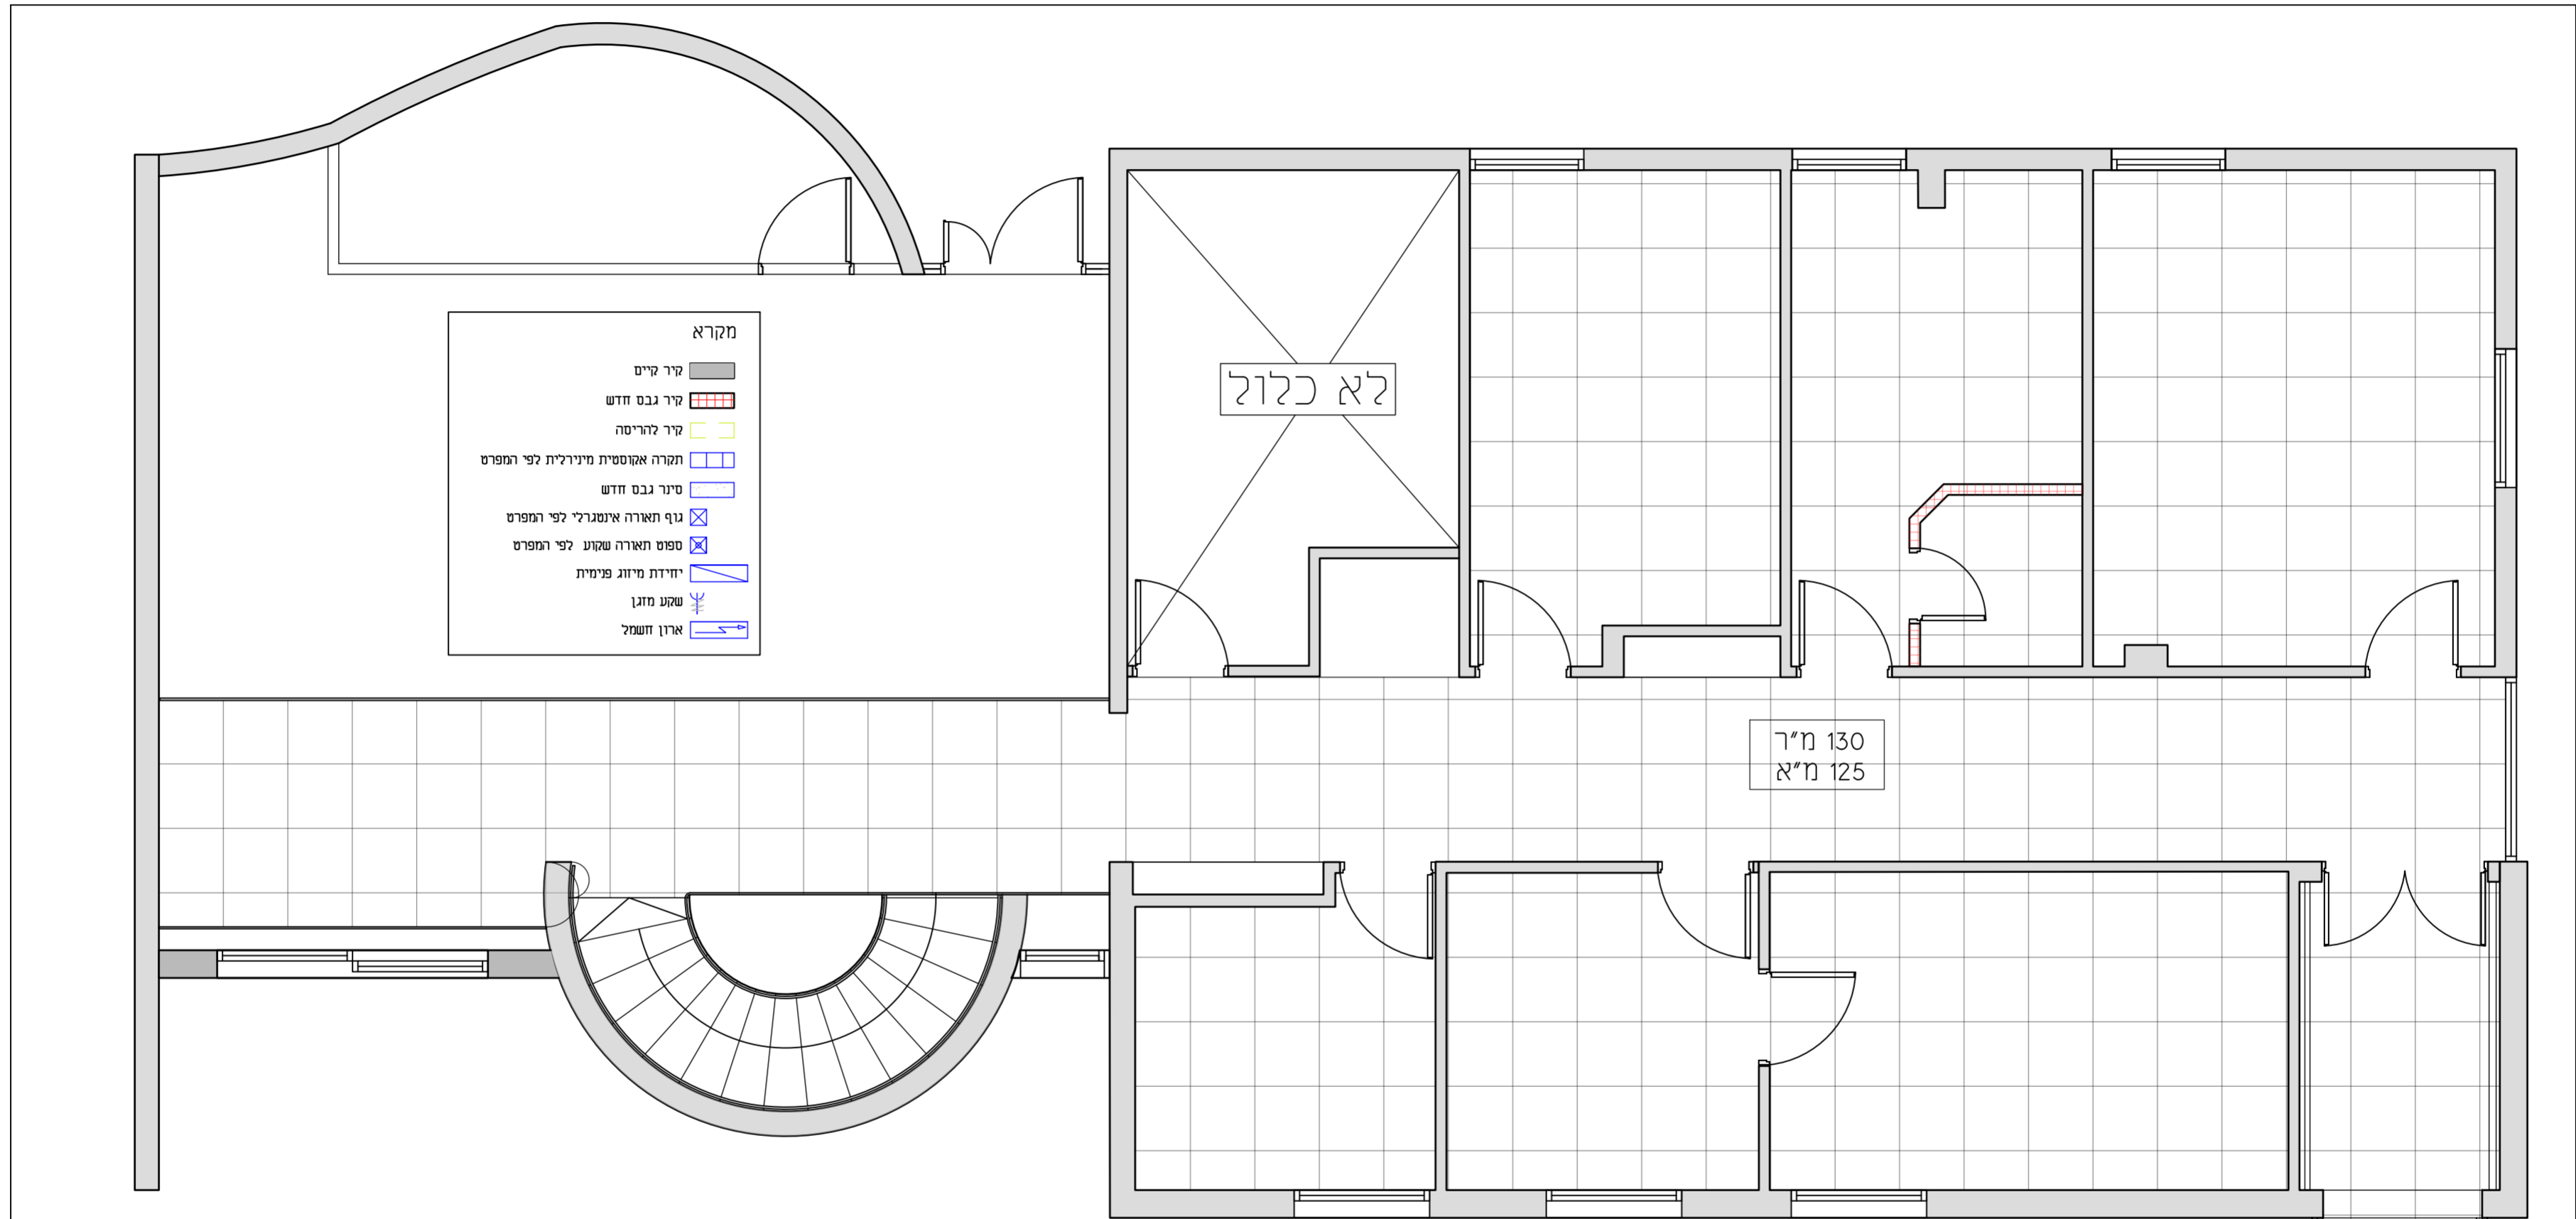 מקרא
קיר קיים
קיר גבס חדש
קיר להריסה
תקרה אקוסטית מינירלית לפי המפרט
סינר גבס חדש
גוף תאורה אינטגרלי לפי המפרט
ספוט תאורה שקוע לפי המפרט
יחידת מיזוג פנימית
שקע מזגן
ארון חשמל
לא כלול
130 מ"ר
125 מ"א